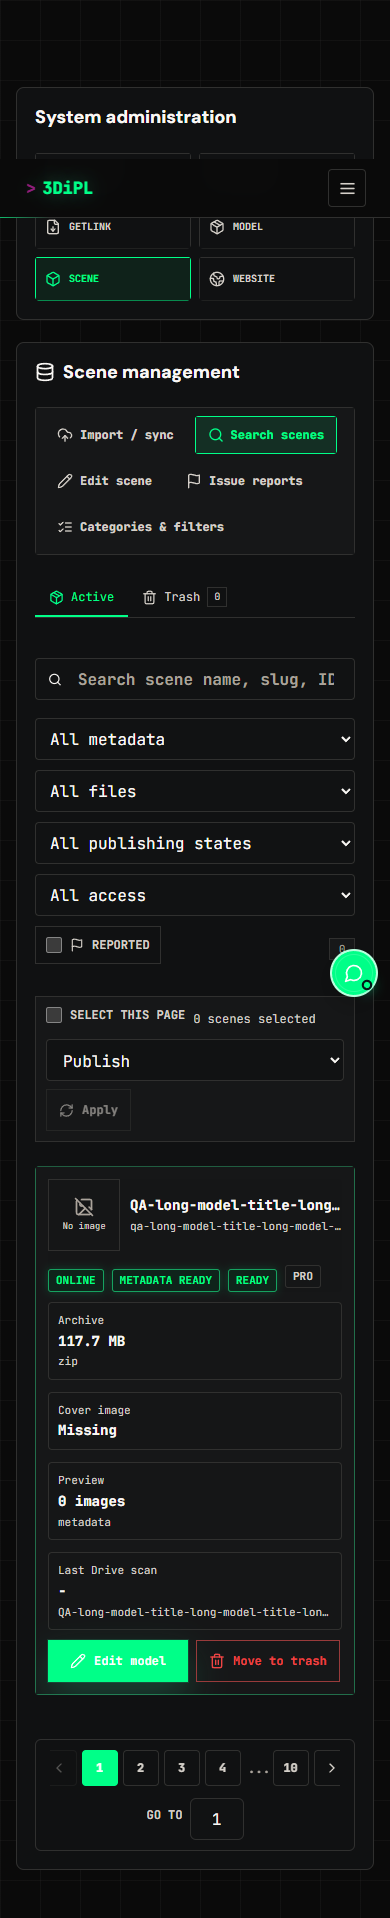 System administration
> 3DiPL
GETLINK
MODEL
SCENE
WEBSITE
Scene management
Import / sync
Search scenes
Edit scene
Issue reports
Categories & filters
Active
Trash 0
Search scene name, slug, ID
All metadata
All files
All publishing states
All access
REPORTED
SELECT THIS PAGE 0 scenes selected
Publish
Apply
No image
QA-long-model-title-long…
qa-long-model-title-long-model-…
ONLINE
METADATA READY
READY
PRO
Archive
117.7 MB
zip
Cover image
Missing
Preview
0 images
metadata
Last Drive scan
-
QA-long-model-title-long-model-title-lon…
Edit model
Move to trash
1 2 3 4 ... 10
GO TO 1